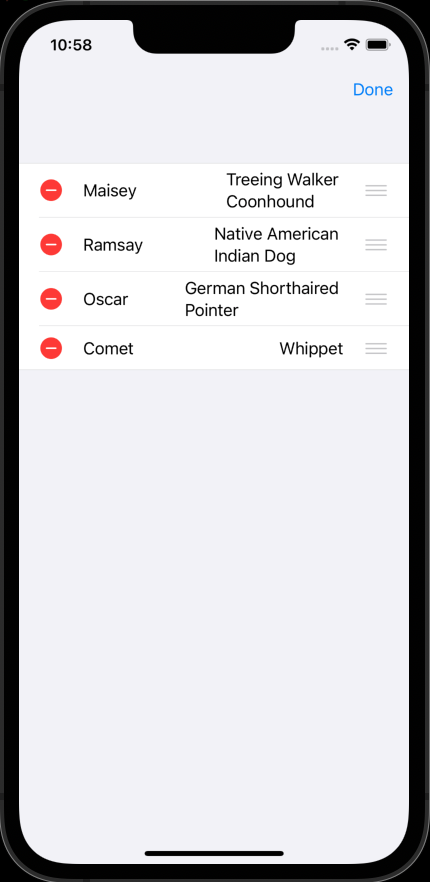 10:58
Done
Maisey
Treeing Walker
Coonhound
Ramsay
Native American
Indian Dog
Oscar
German Shorthaired
Pointer
Comet
Whippet